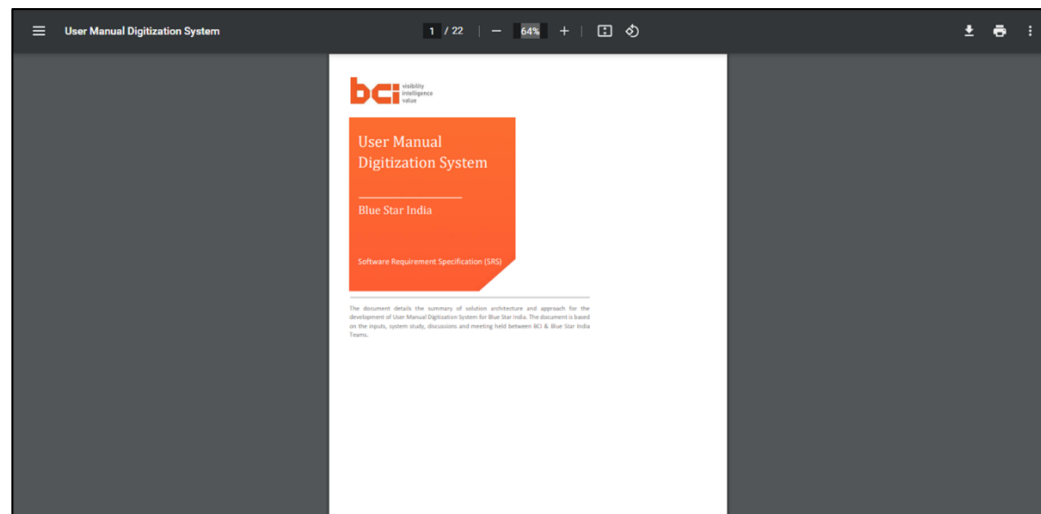 User Manual Digitization System
1 / 22
64%
bci
visibility
intelligence
value
User Manual
Digitization System
Blue Star India
Software Requirement Specification (SRS)
The document details the summary of solution architecture and approach for the
development of User Manual Digitization System for Blue Star India. The document is based
on the inputs, system study, discussions and meeting held between BCI & Blue Star India
Teams.